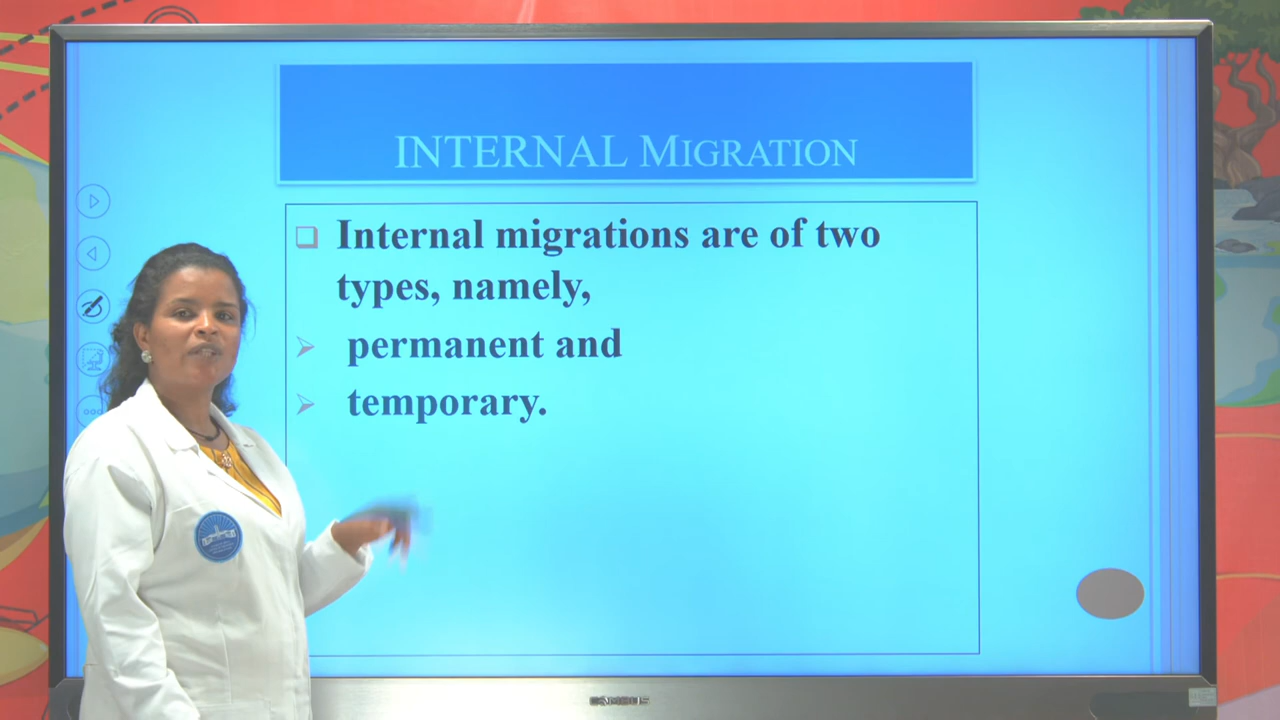 INTERNAL MIGRATION
Internal migrations are of two
types, namely,
permanent and
temporary.